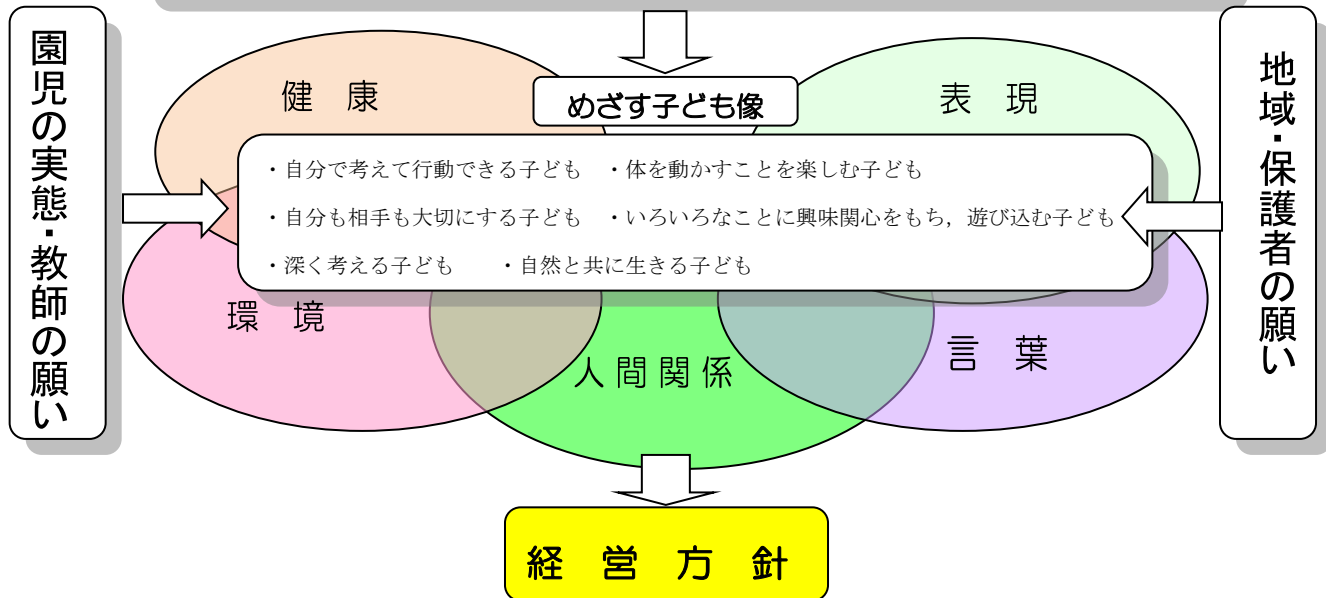 園児の実態・教師の願い
健　康
めざす子ども像
表　現
地域・保護者の願い
・自分で考えて行動できる子ども　・体を動かすことを楽しむ子ども
・自分も相手も大切にする子ども　・いろいろなことに興味関心をもち，遊び込む子ども
・深く考える子ども　　・自然と共に生きる子ども
環　境
人間関係
言　葉
経　営　方　針